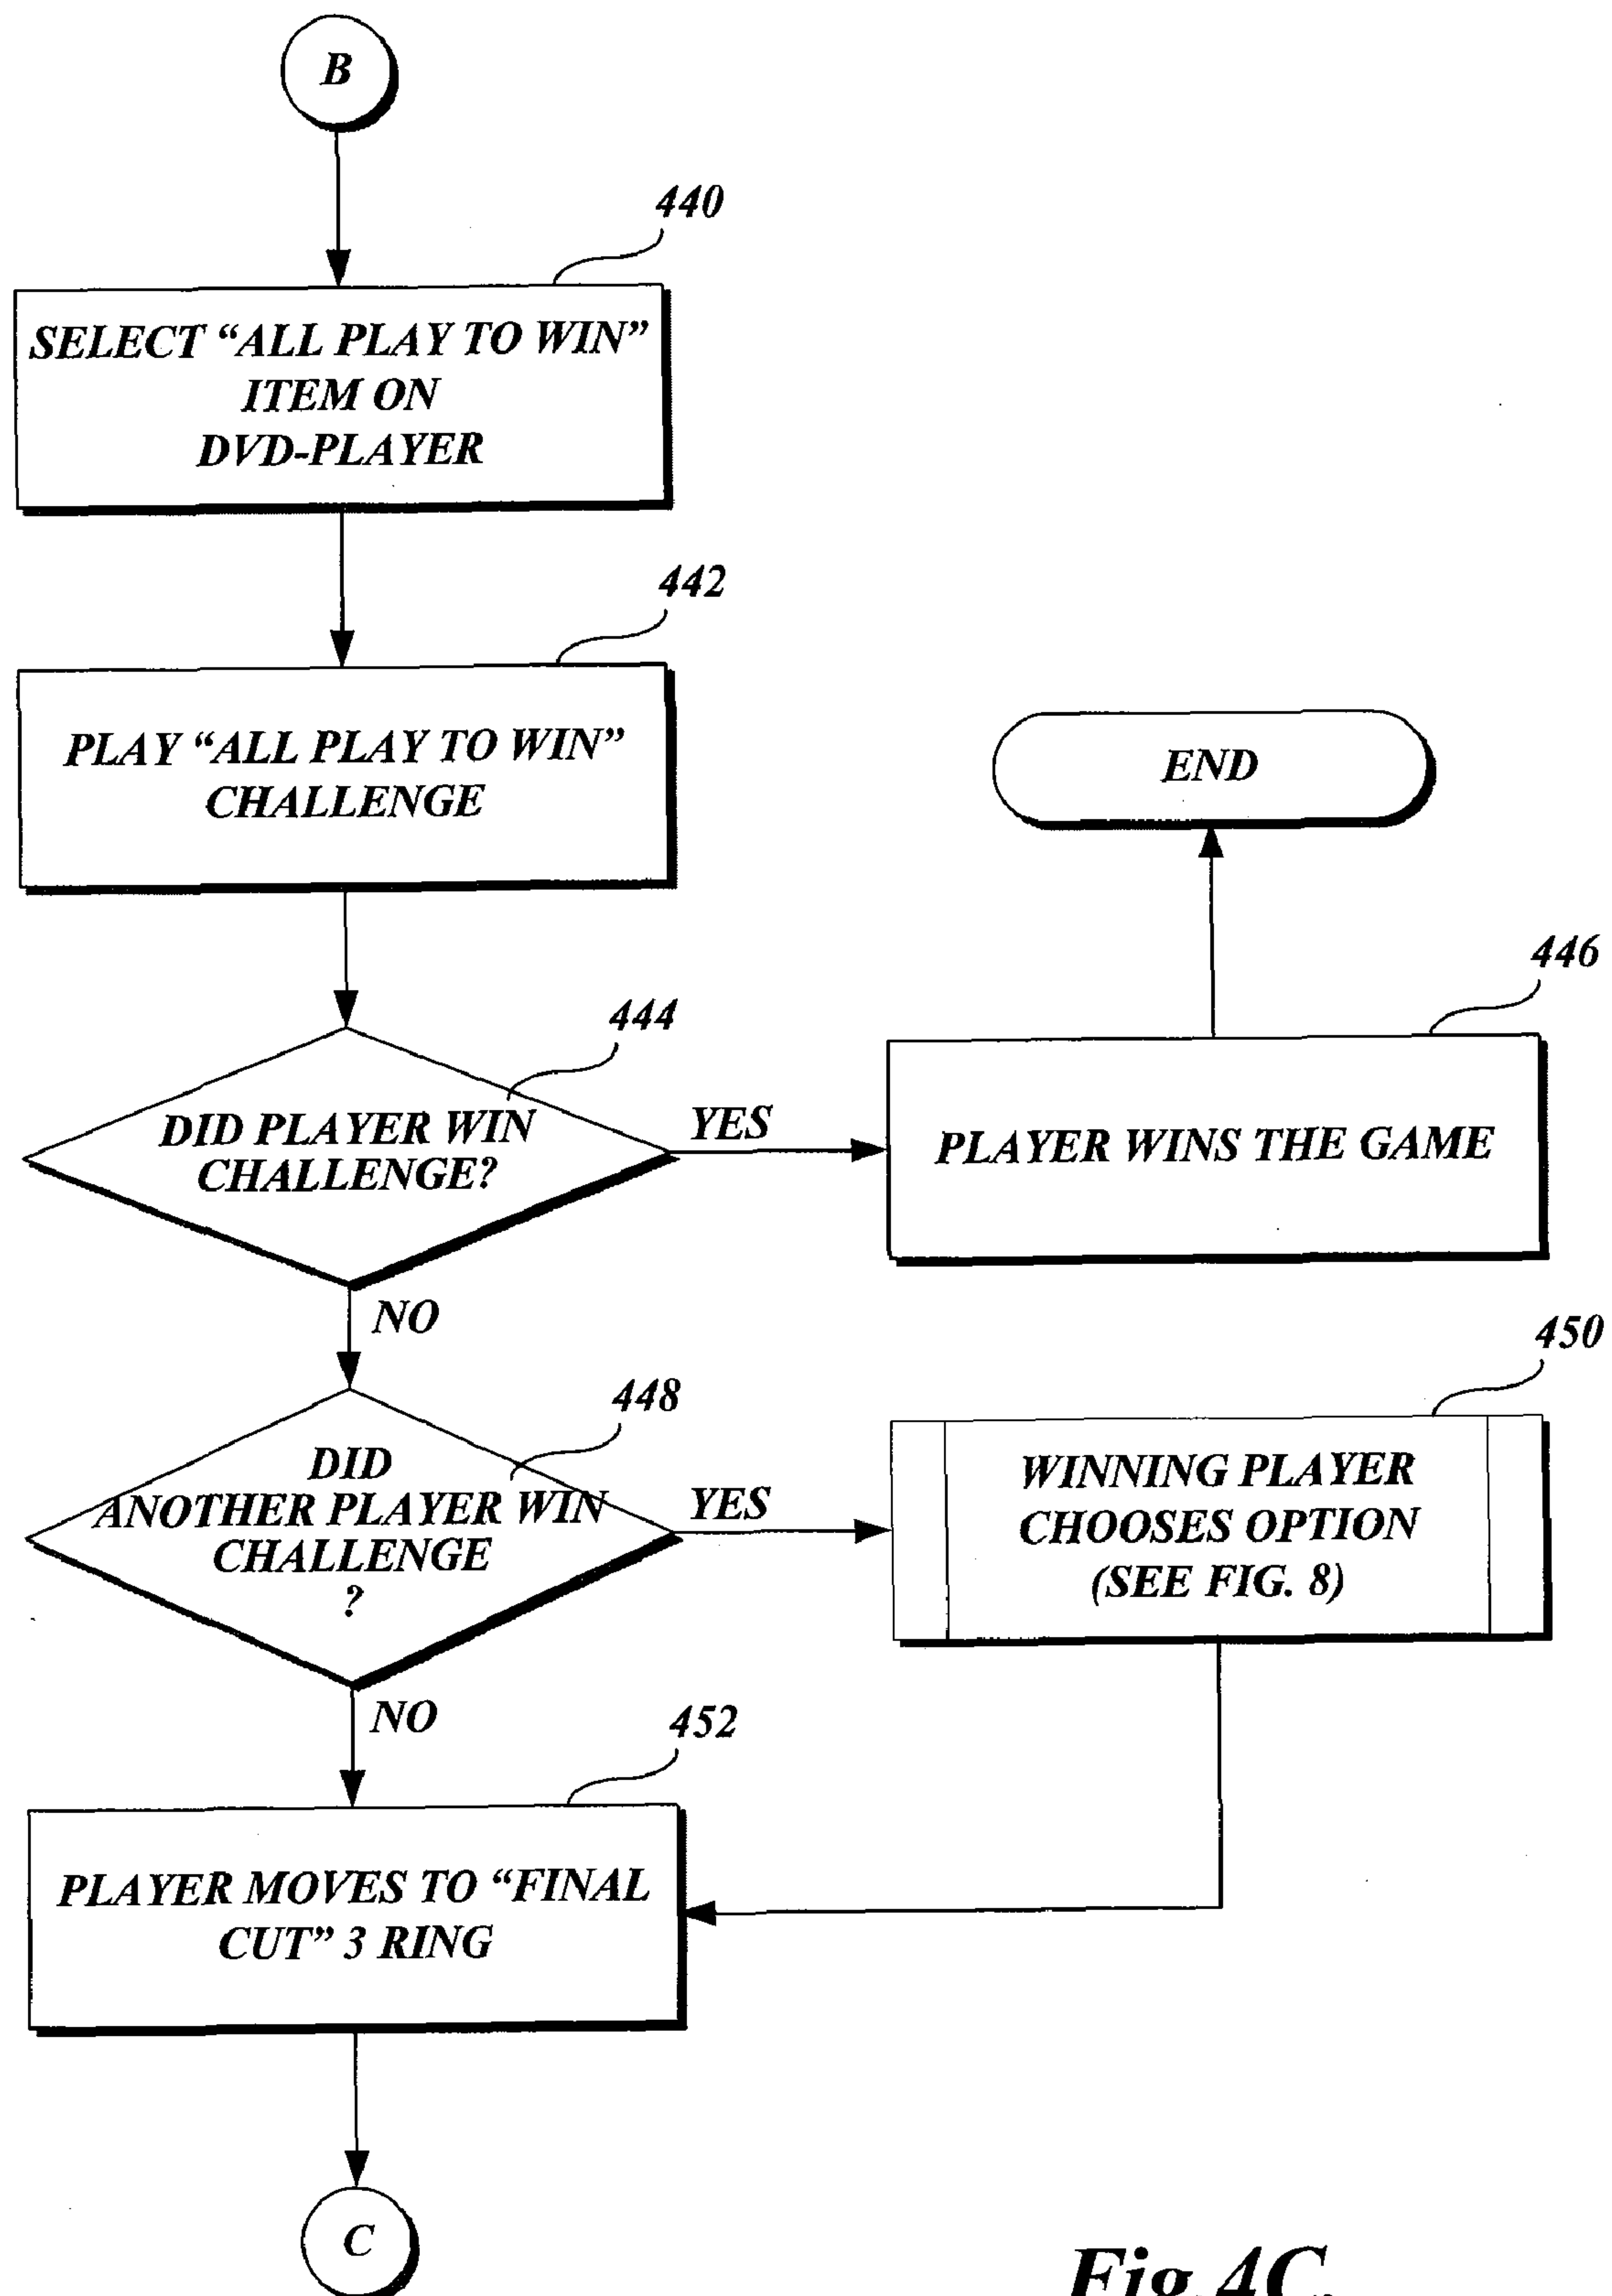 B
440
SELECT “ALL PLAY TO WIN”
ITEM ON
DVD-PLAYER
442
PLAY “ALL PLAY TO WIN”
CHALLENGE
END
446
444
DID PLAYER WIN
CHALLENGE?
YES
PLAYER WINS THE GAME
NO
450
448
DID
ANOTHER PLAYER WIN
CHALLENGE
?
YES
WINNING PLAYER
CHOOSES OPTION
(SEE FIG. 8)
NO
452
PLAYER MOVES TO “FINAL
CUT” 3 RING
C
Fig.4C.